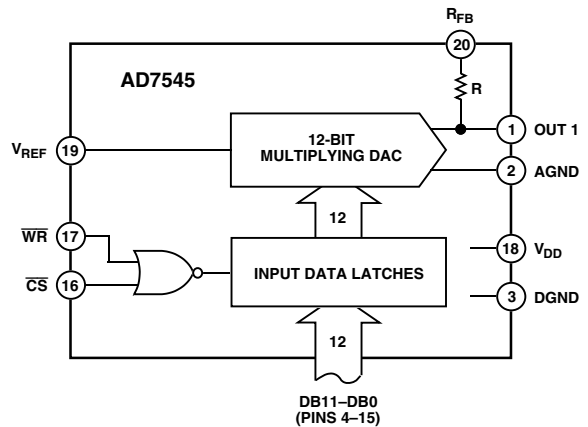 R_FB
20
AD7545
R
12-BIT
MULTIPLYING DAC
1
OUT 1
V_REF
19
2
AGND
12
WR
17
18
V_DD
INPUT DATA LATCHES
CS
16
3
DGND
12
DB11–DB0
(PINS 4–15)